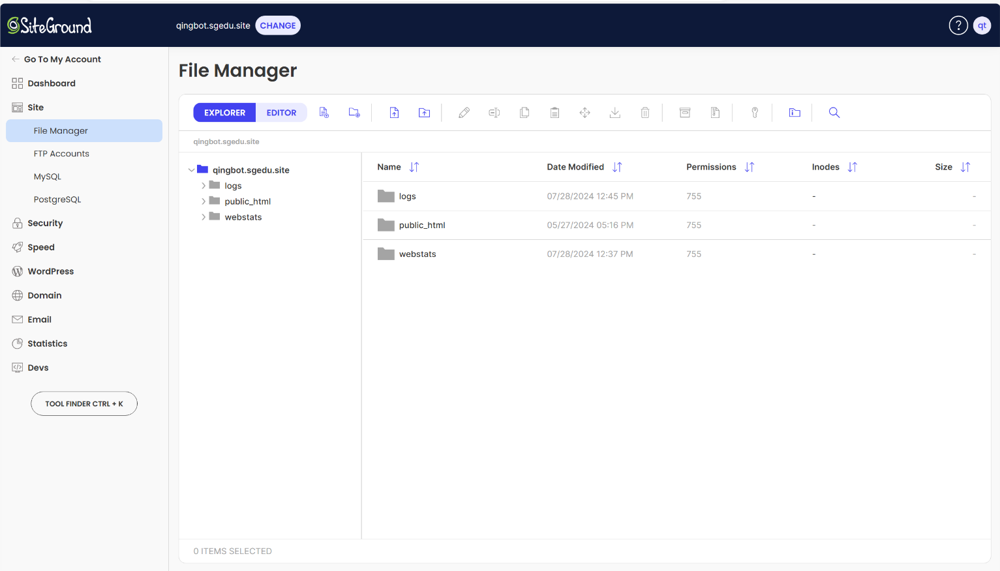 SiteGround
qingbot.sgedu.site CHANGE
? qt
Go To My Account
Dashboard
Site
File Manager
FTP Accounts
MySQL
PostgreSQL
Security
Speed
WordPress
Domain
Email
Statistics
Devs
TOOL FINDER CTRL + K
File Manager
EXPLORER EDITOR
qingbot.sgedu.site
qingbot.sgedu.site
logs
public_html
webstats
Name Date Modified Permissions Inodes Size
logs 07/28/2024 12:45 PM 755 - -
public_html 05/27/2024 05:16 PM 755 - -
webstats 07/28/2024 12:37 PM 755 - -
0 ITEMS SELECTED